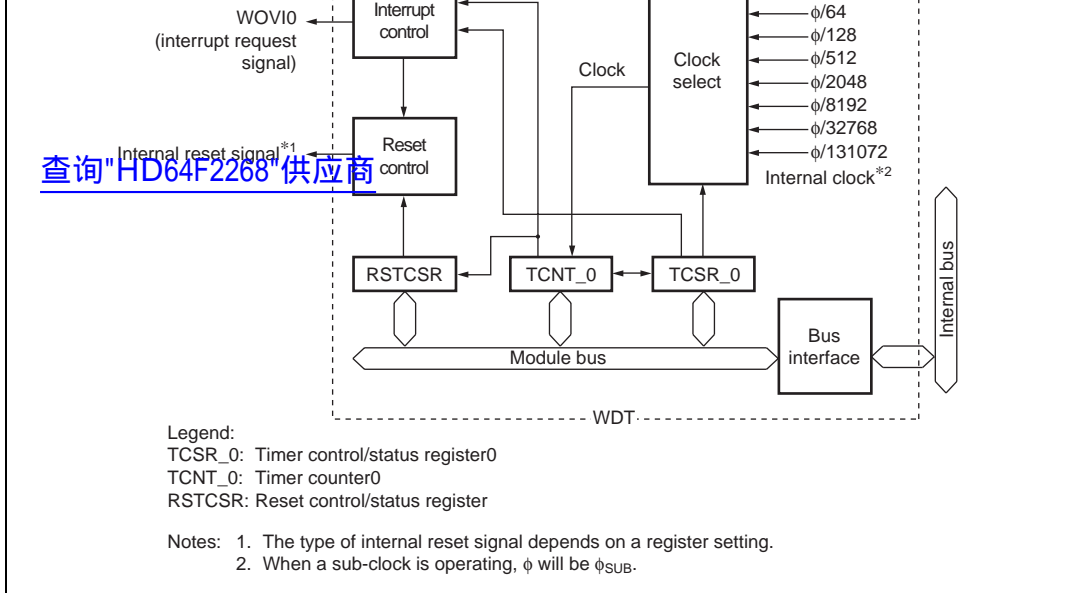 WOVI0
(interrupt request
signal)
Interrupt
control
Clock
Clock
select
ϕ/64
ϕ/128
ϕ/512
ϕ/2048
ϕ/8192
ϕ/32768
ϕ/131072
Internal clock*2
Internal reset signal*1
Reset
control
查询"HD64F2268"供应商
RSTCSR
TCNT_0
TCSR_0
Internal bus
Module bus
Bus
interface
WDT
Legend:
TCSR_0: Timer control/status register0
TCNT_0: Timer counter0
RSTCSR: Reset control/status register
Notes: 1. The type of internal reset signal depends on a register setting.
2. When a sub-clock is operating, ϕ will be ϕSUB.